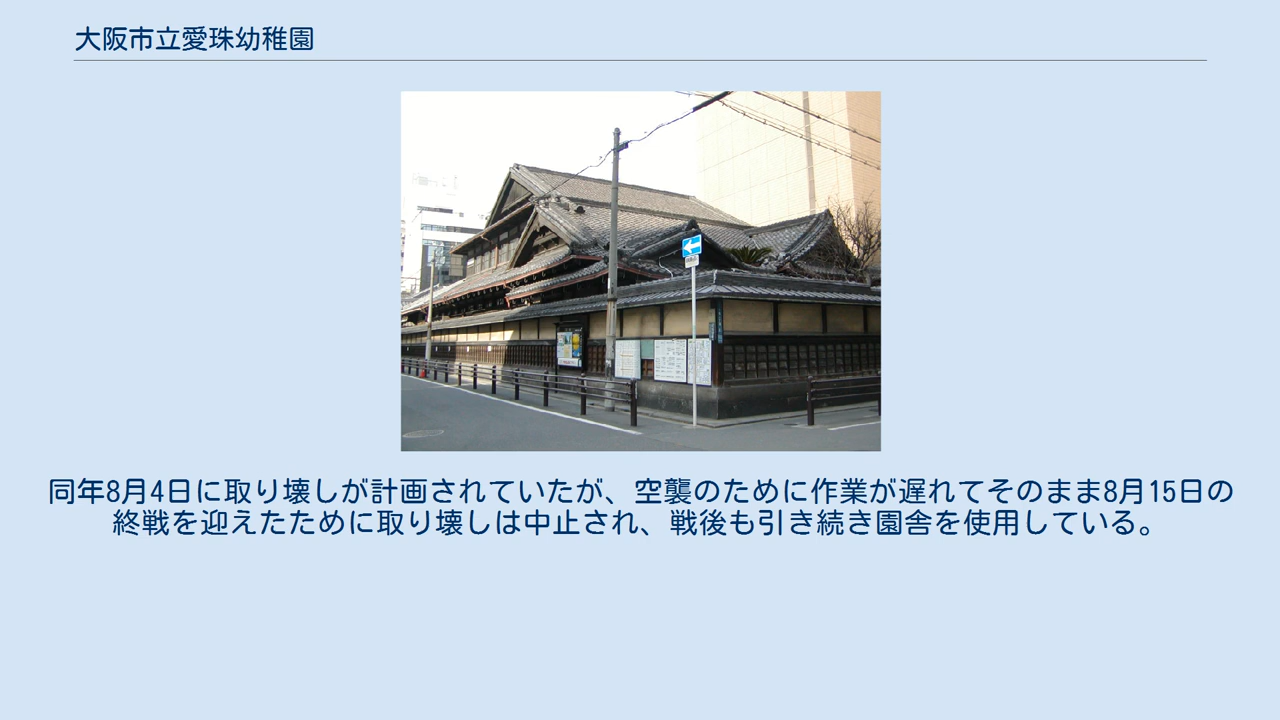 大阪市立愛珠幼稚園
同年8月4日に取り壊しが計画されていたが、空襲のために作業が遅れてそのまま8月15日の
終戦を迎えたために取り壊しは中止され、戦後も引き続き園舎を使用している。